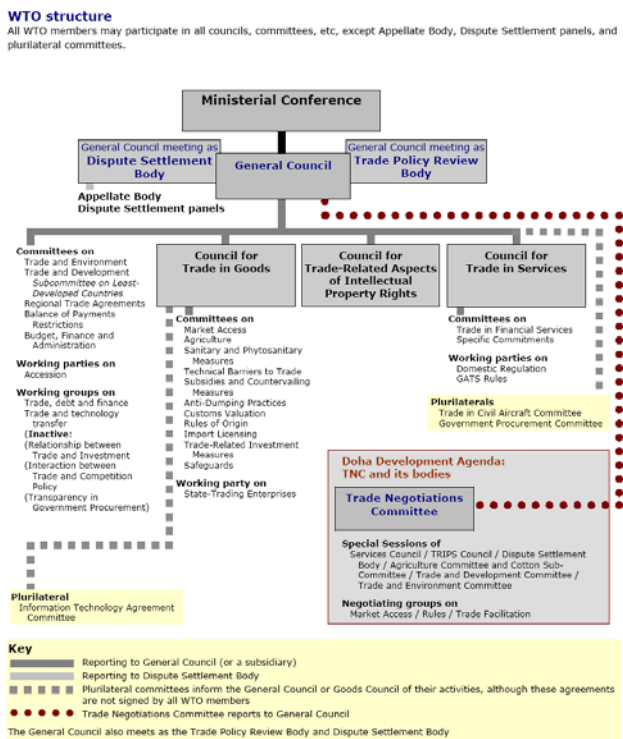 WTO structure
All WTO members may participate in all councils, committees, etc, except Appellate Body, Dispute Settlement panels, and
plurilateral committees.
Ministerial Conference
General Council meeting as
Dispute Settlement
Body
General Council
General Council meeting as
Trade Policy Review
Body
Appellate Body
Dispute Settlement panels
Committees on
Trade and Environment
Trade and Development
Subcommittee on Least-
Developed Countries
Regional Trade Agreements
Balance of Payments
Restrictions
Budget, Finance and
Administration
Working parties on
Accession
Working groups on
Trade, debt and finance
Trade and technology
transfer
(Inactive:
(Relationship between
Trade and Investment
(Interaction between
Trade and Competition
Policy
(Transparency in
Government Procurement)
Council for
Trade in Goods
Committees on
Market Access
Agriculture
Sanitary and Phytosanitary
Measures
Technical Barriers to Trade
Subsidies and Countervailing
Measures
Anti-Dumping Practices
Customs Valuation
Rules of Origin
Import Licensing
Trade-Related Investment
Measures
Safeguards
Working party on
State-Trading Enterprises
Council for
Trade-Related Aspects
of Intellectual
Property Rights
Council for
Trade in Services
Committees on
Trade in Financial Services
Specific Commitments
Working parties on
Domestic Regulation
GATS Rules
Plurilaterals
Trade in Civil Aircraft Committee
Government Procurement Committee
Doha Development Agenda:
TNC and its bodies
Trade Negotiations
Committee
Special Sessions of
Services Council / TRIPS Council / Dispute Settlement
Body / Agriculture Committee and Cotton Sub-
Committee / Trade and Development Committee /
Trade and Environment Committee
Negotiating groups on
Market Access / Rules / Trade Facilitation
Plurilateral
Information Technology Agreement
Committee
Key
Reporting to General Council (or a subsidiary)
Reporting to Dispute Settlement Body
Plurilateral committees inform the General Council or Goods Council of their activities, although these agreements
are not signed by all WTO members
Trade Negotiations Committee reports to General Council
The General Council also meets as the Trade Policy Review Body and Dispute Settlement Body